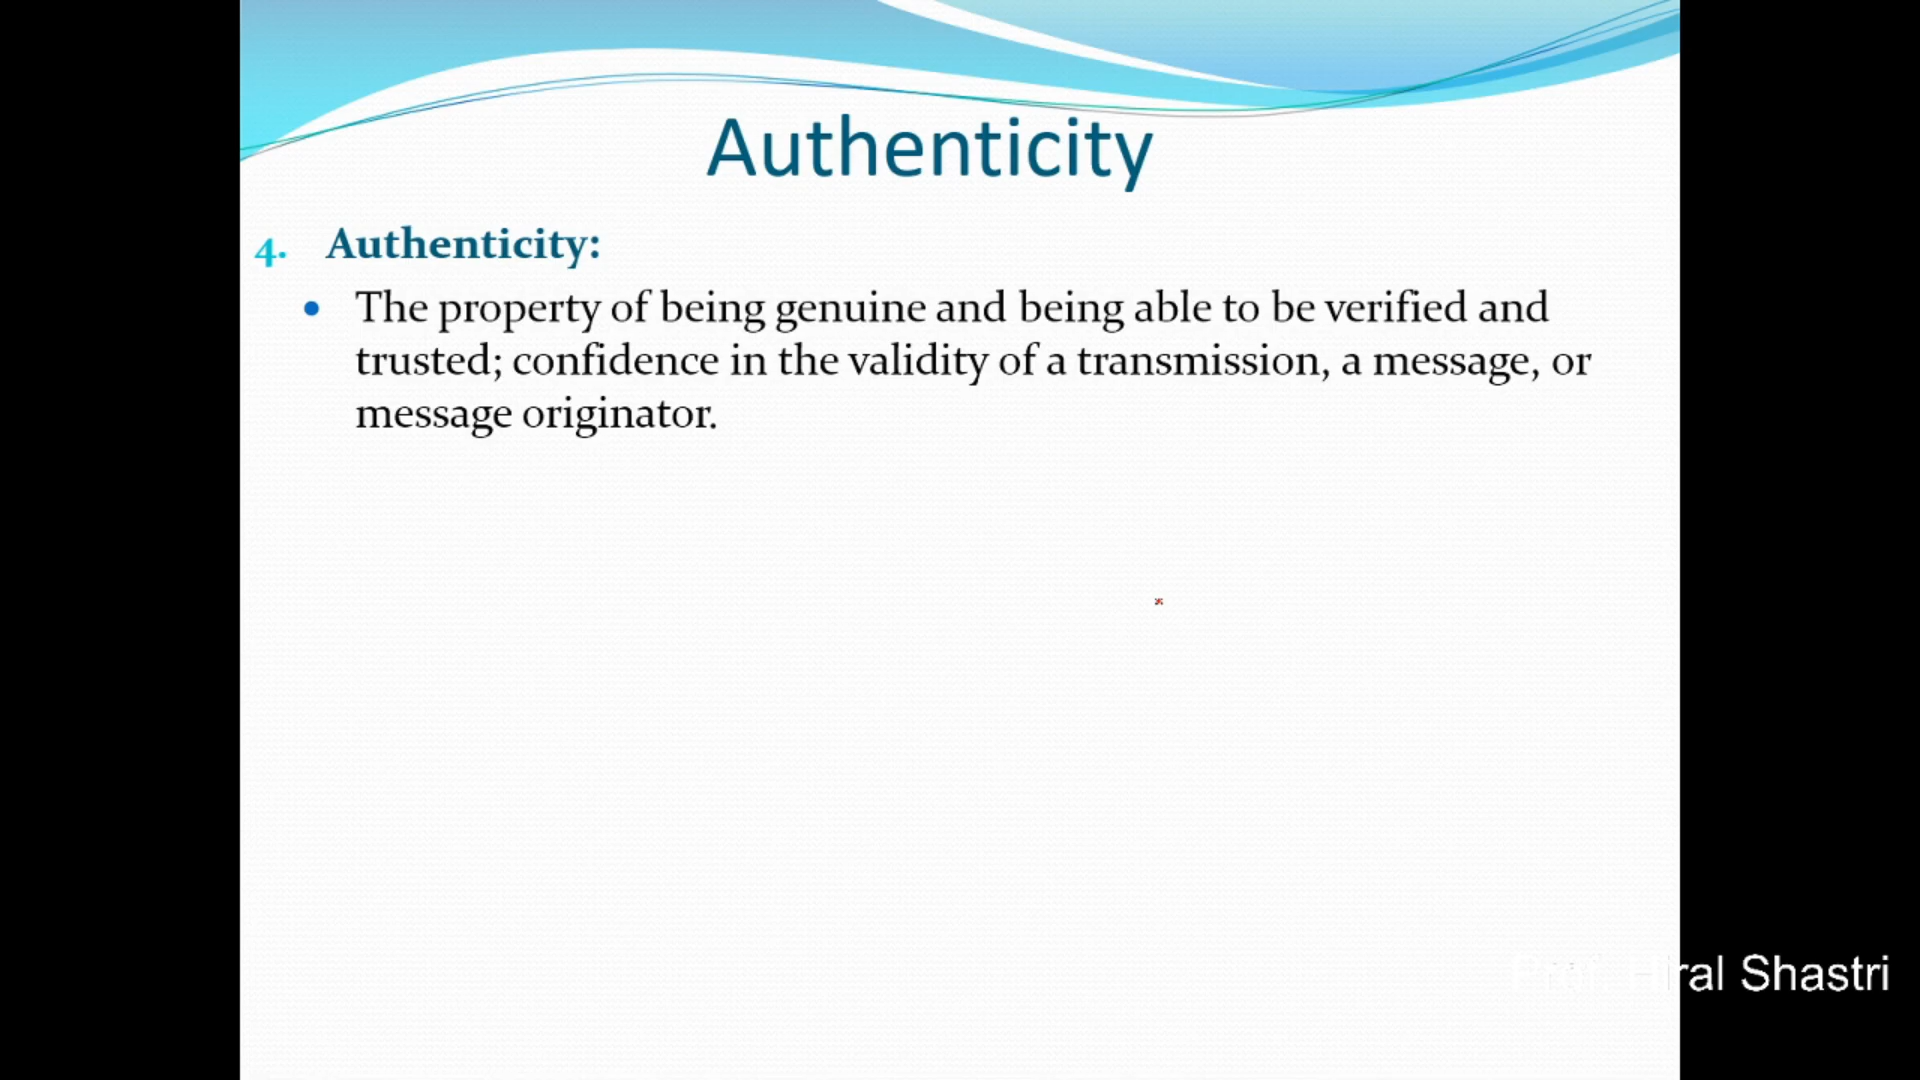 Authenticity
4. Authenticity:
• The property of being genuine and being able to be verified and
trusted; confidence in the validity of a transmission, a message, or
message originator.
Prof. Hiral Shastri